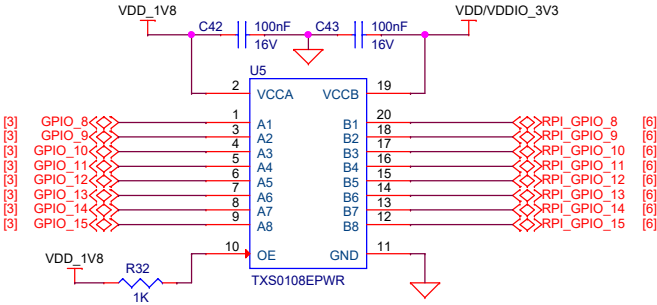 VDD_1V8 C42 100nF C43 100nF VDD/VDDIO_3V3
16V 16V
U5
2 VCCA VCCB 19
[3] GPIO_8 1 A1 B1 20 RPI_GPIO_8 [6]
[3] GPIO_9 3 A2 B2 18 RPI_GPIO_9 [6]
[3] GPIO_10 4 A3 B3 17 RPI_GPIO_10 [6]
[3] GPIO_11 5 A4 B4 16 RPI_GPIO_11 [6]
[3] GPIO_12 6 A5 B5 15 RPI_GPIO_12 [6]
[3] GPIO_13 7 A6 B6 14 RPI_GPIO_13 [6]
[3] GPIO_14 8 A7 B7 13 RPI_GPIO_14 [6]
[3] GPIO_15 9 A8 B8 12 RPI_GPIO_15 [6]
10 OE GND 11
VDD_1V8
R32
TXS0108EPWR
1K